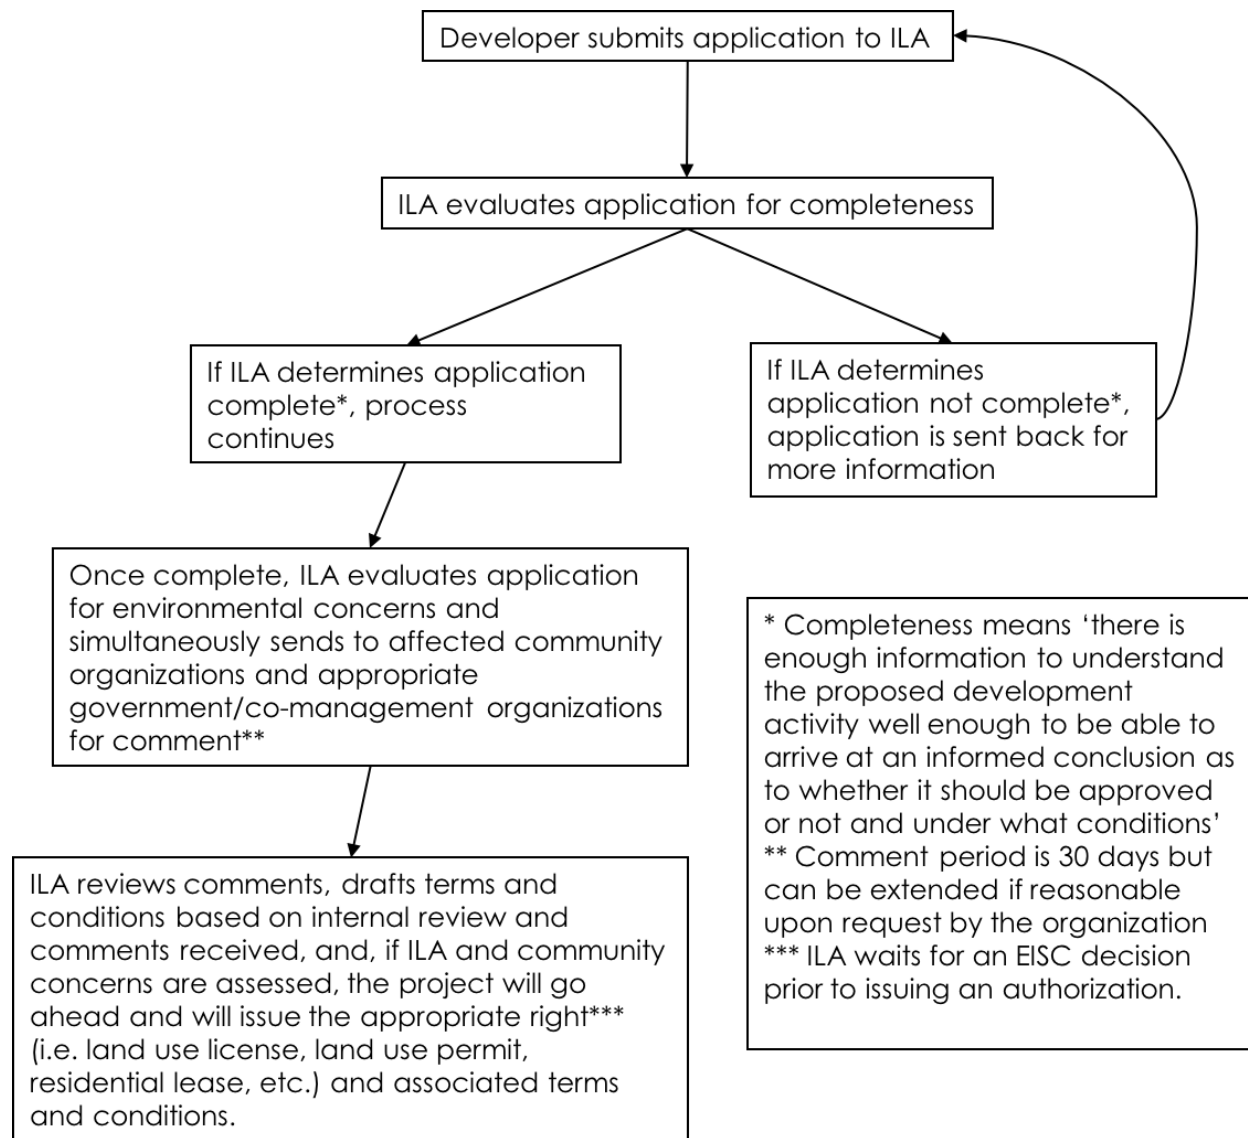 Developer submits application to ILA
ILA evaluates application for completeness
If ILA determines application
complete*, process
continues
If ILA determines
application not complete*,
application is sent back for
more information
Once complete, ILA evaluates application
for environmental concerns and
simultaneously sends to affected community
organizations and appropriate
government/co-management organizations
for comment**
* Completeness means ‘there is
enough information to understand
the proposed development
activity well enough to be able to
arrive at an informed conclusion as
to whether it should be approved
or not and under what conditions’
** Comment period is 30 days but
can be extended if reasonable
upon request by the organization
*** ILA waits for an EISC decision
prior to issuing an authorization.
ILA reviews comments, drafts terms and
conditions based on internal review and
comments received, and, if ILA and community
concerns are assessed, the project will go
ahead and will issue the appropriate right***
(i.e. land use license, land use permit,
residential lease, etc.) and associated terms
and conditions.